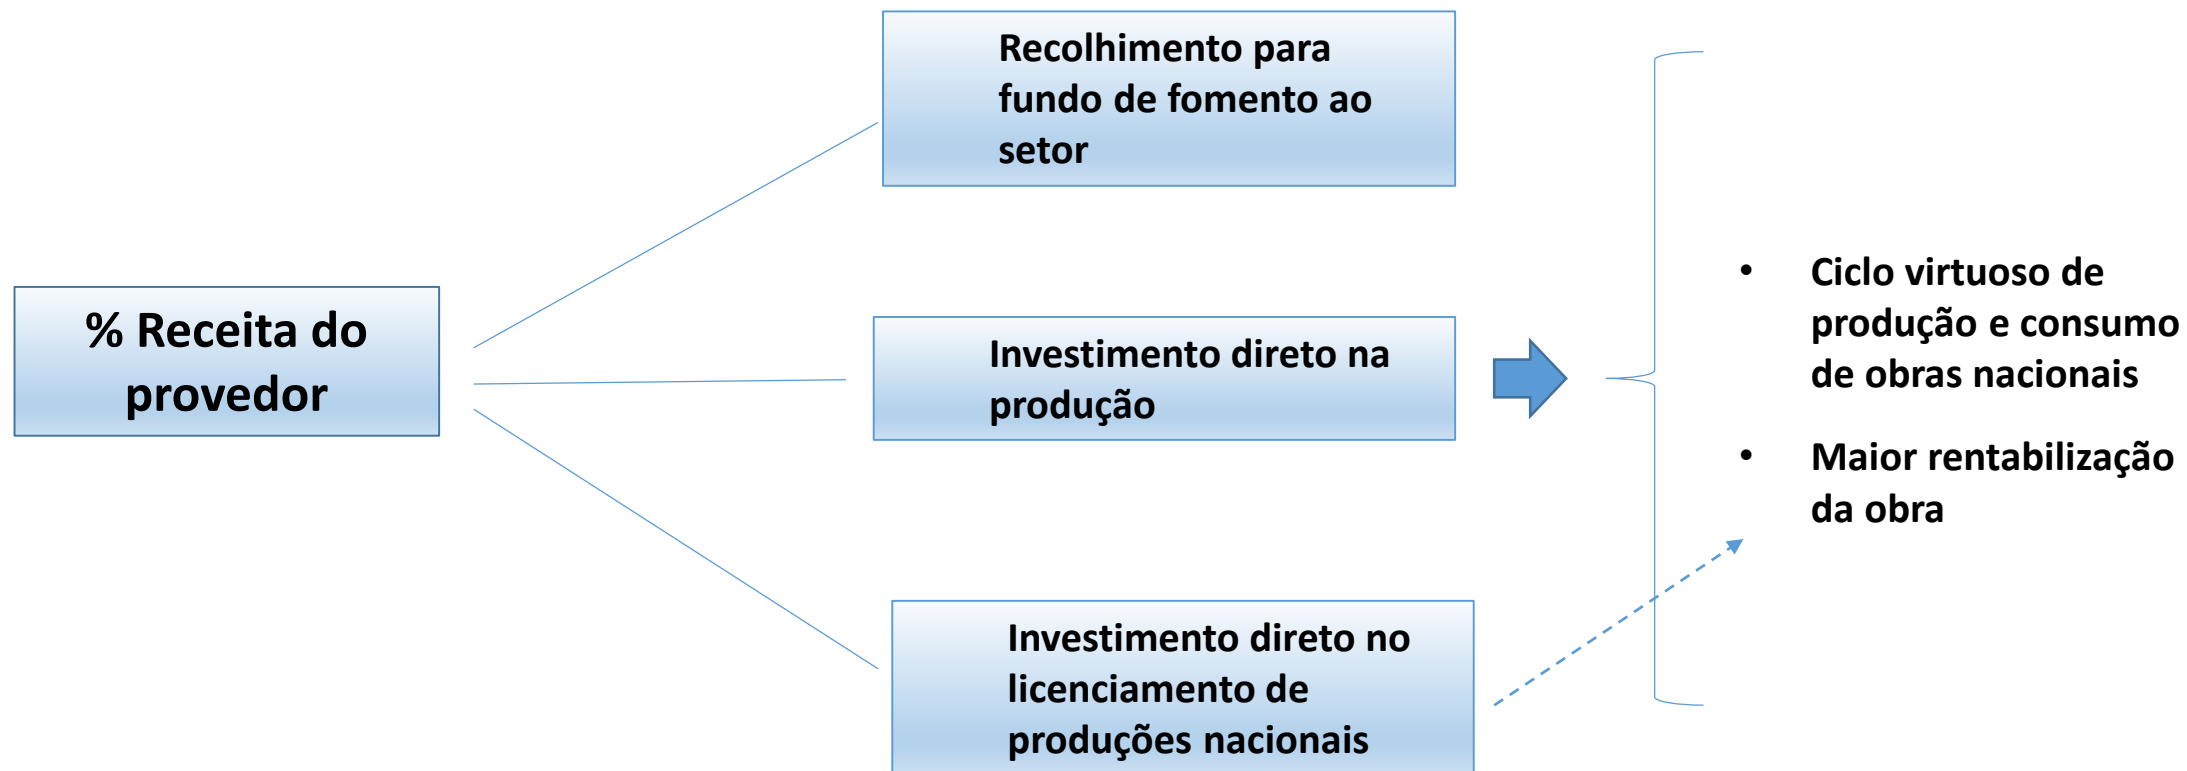 % Receita do
provedor
Recolhimento para
fundo de fomento ao
setor
Investimento direto na
produção
Investimento direto no
licenciamento de
produções nacionais
• Ciclo virtuoso de
produção e consumo
de obras nacionais
• Maior rentabilização
da obra